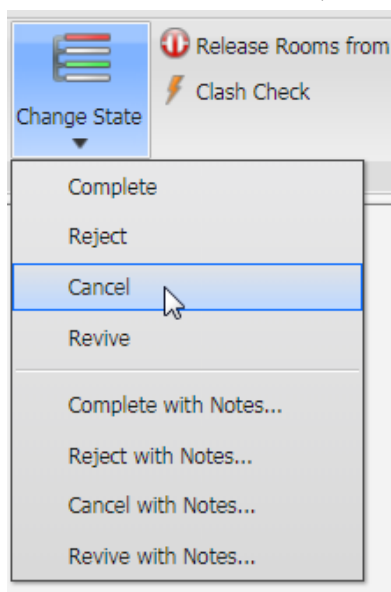 Change State
Release Rooms from
Clash Check
Complete
Reject
Cancel
Revive
Complete with Notes...
Reject with Notes...
Cancel with Notes...
Revive with Notes...